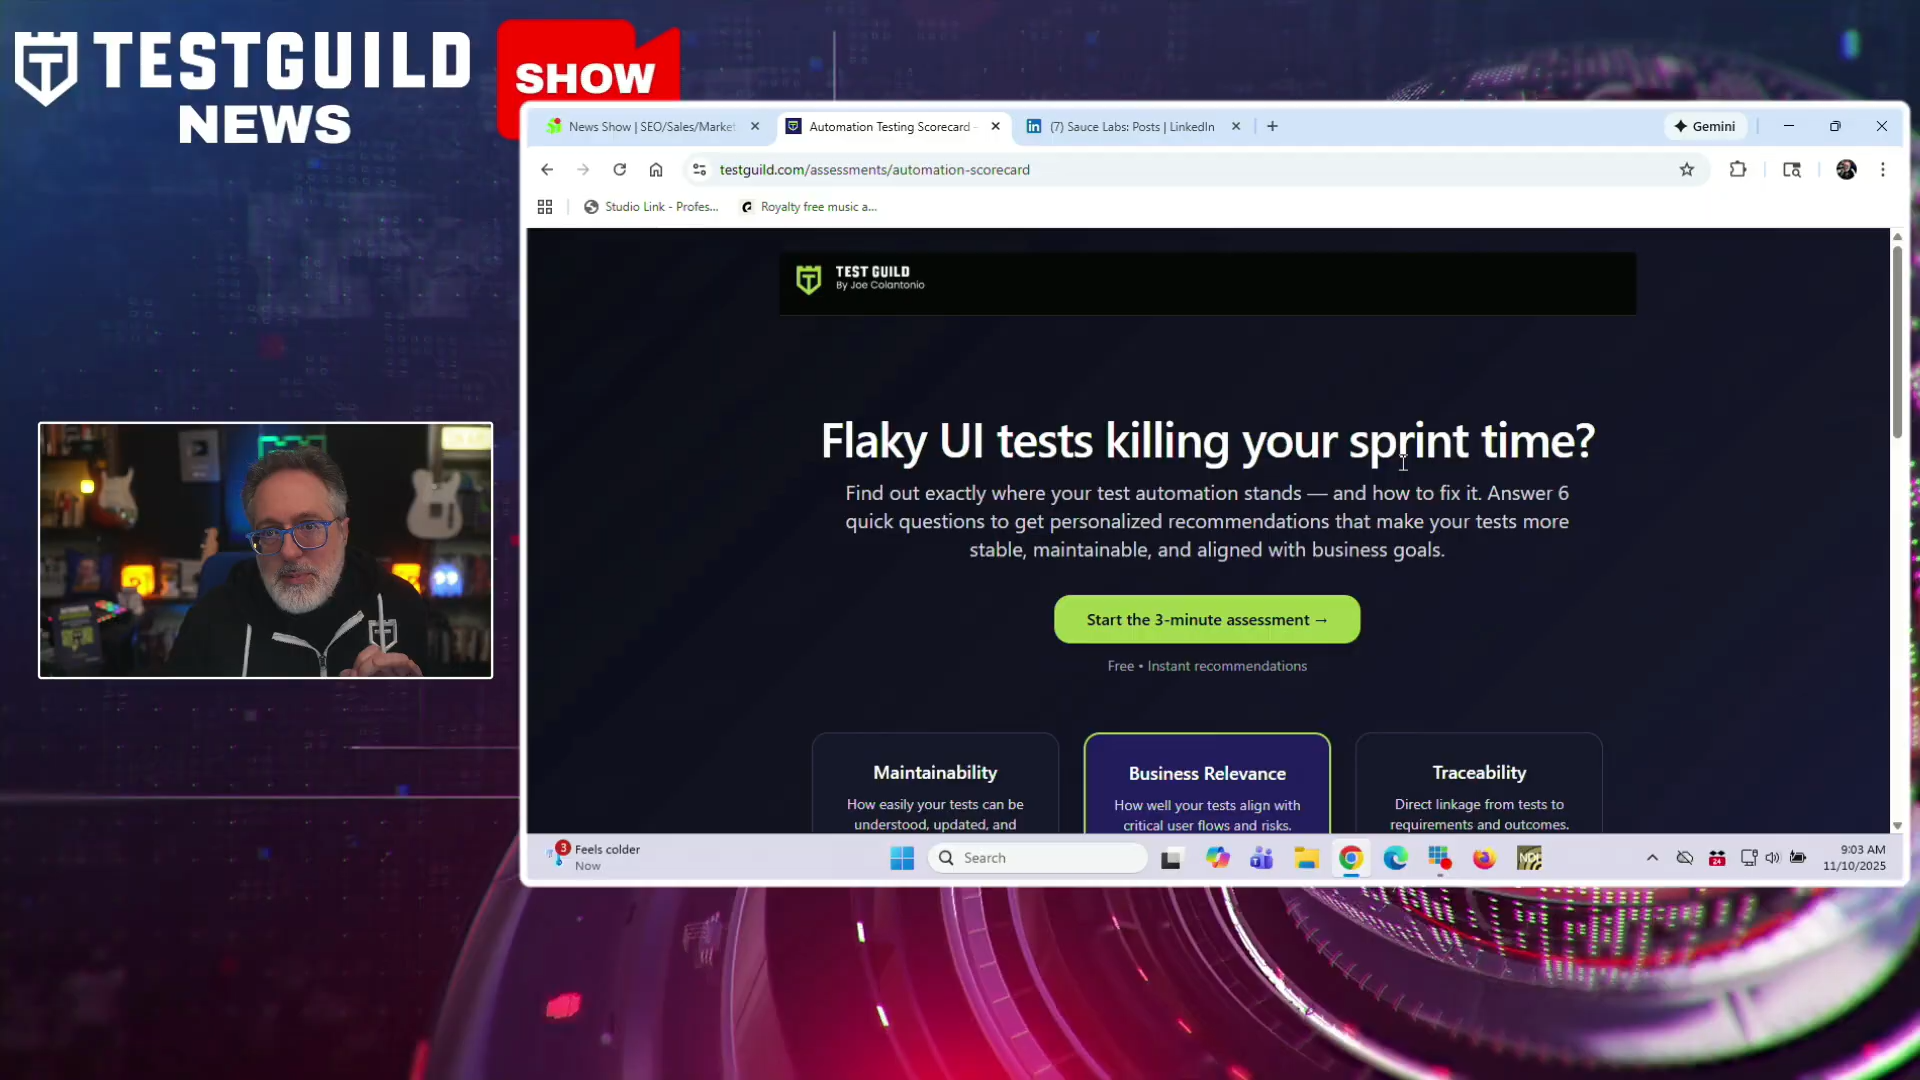 TESTGUILD
NEWS
SHOW
News Show | SEO/Sales/Market
Automation Testing Scorecard -
(7) Sauce Labs: Posts | LinkedIn
Gemini
testguild.com/assessments/automation-scorecard
Studio Link - Profes...
Royalty free music a...
TEST GUILD
By Joe Colantonio
Flaky UI tests killing your sprint time?
Find out exactly where your test automation stands — and how to fix it. Answer 6
quick questions to get personalized recommendations that make your tests more
stable, maintainable, and aligned with business goals.
Start the 3-minute assessment →
Free • Instant recommendations
Maintainability
How easily your tests can be
understood, updated, and
Business Relevance
How well your tests align with
critical user flows and risks.
Traceability
Direct linkage from tests to
requirements and outcomes.
3
Feels colder
Now
Search
24
9:03 AM
11/10/2025